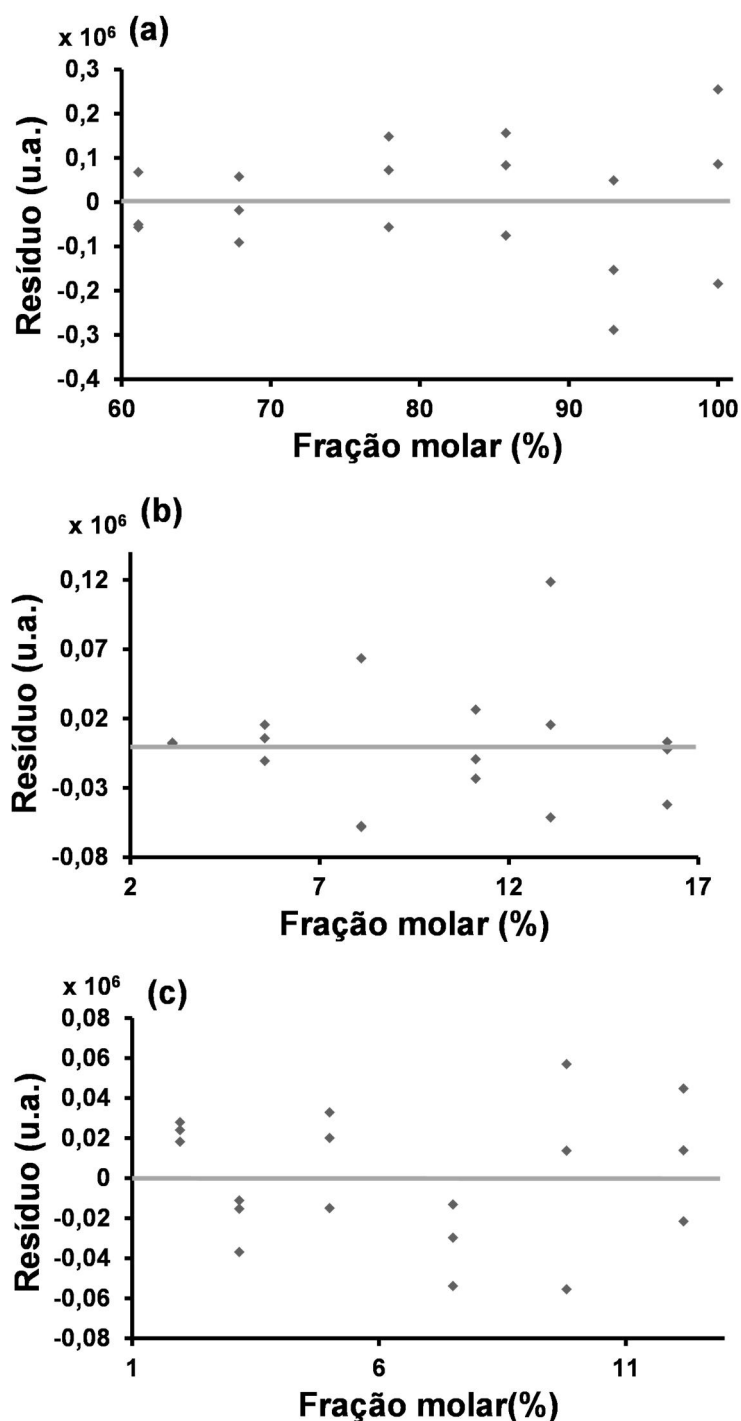 x 10⁶ (a)
0,3
0,2
0,1
0
-0,1
-0,2
-0,3
-0,4
Resíduo (u.a.)
60 70 80 90 100
Fração molar (%)
x 10⁶ (b)
0,12
0,07
0,02
-0,03
-0,08
Resíduo (u.a.)
2 7 12 17
Fração molar (%)
x 10⁶ (c)
0,08
0,06
0,04
0,02
0
-0,02
-0,04
-0,06
-0,08
Resíduo (u.a.)
1 6 11
Fração molar(%)